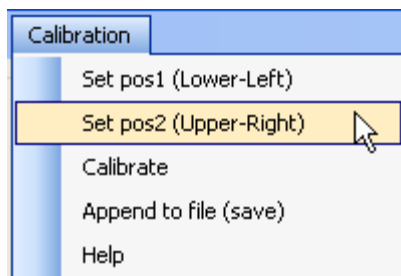 Calibration
Set pos1 (Lower-Left)
Set pos2 (Upper-Right)
Calibrate
Append to file (save)
Help